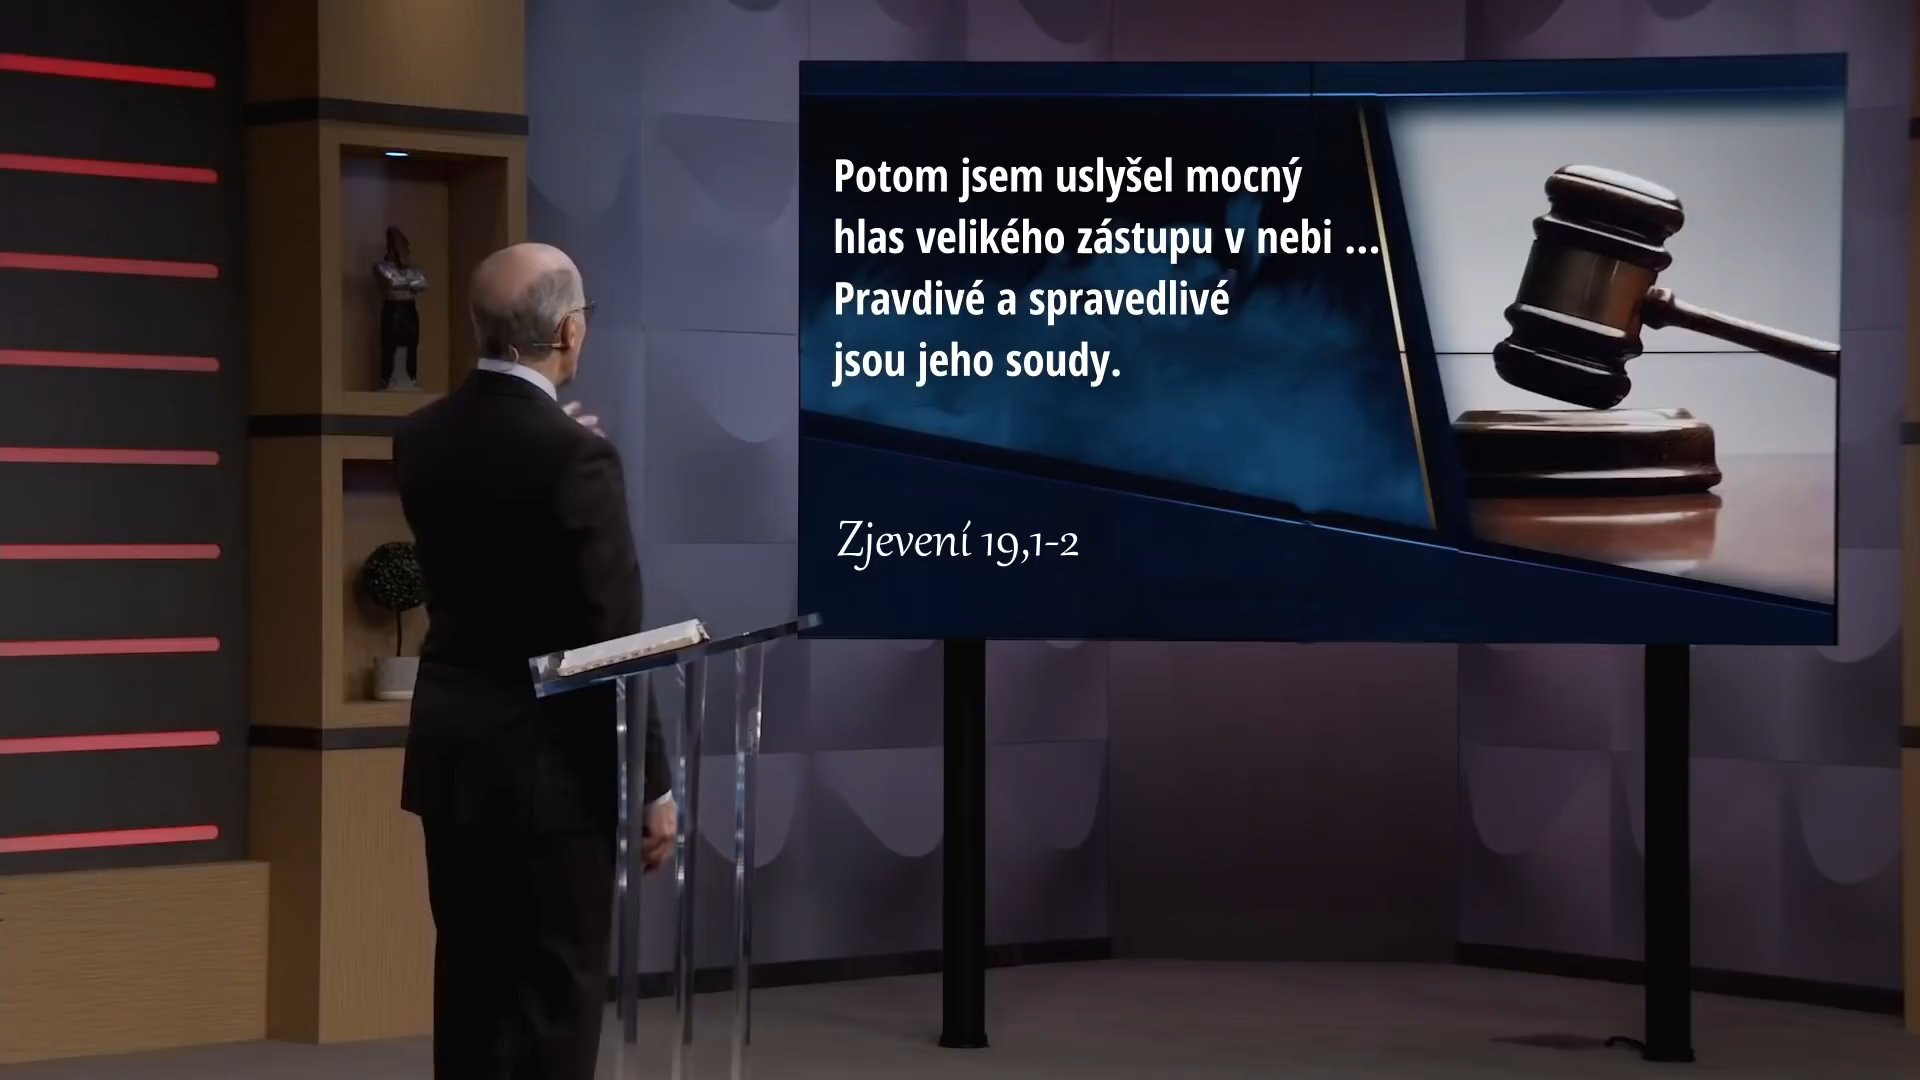 Potom jsem uslyšel mocný
hlas velikého zástupu v nebi ...
Pravdivé a spravedlivé
jsou jeho soudy.
Zjevení 19,1-2